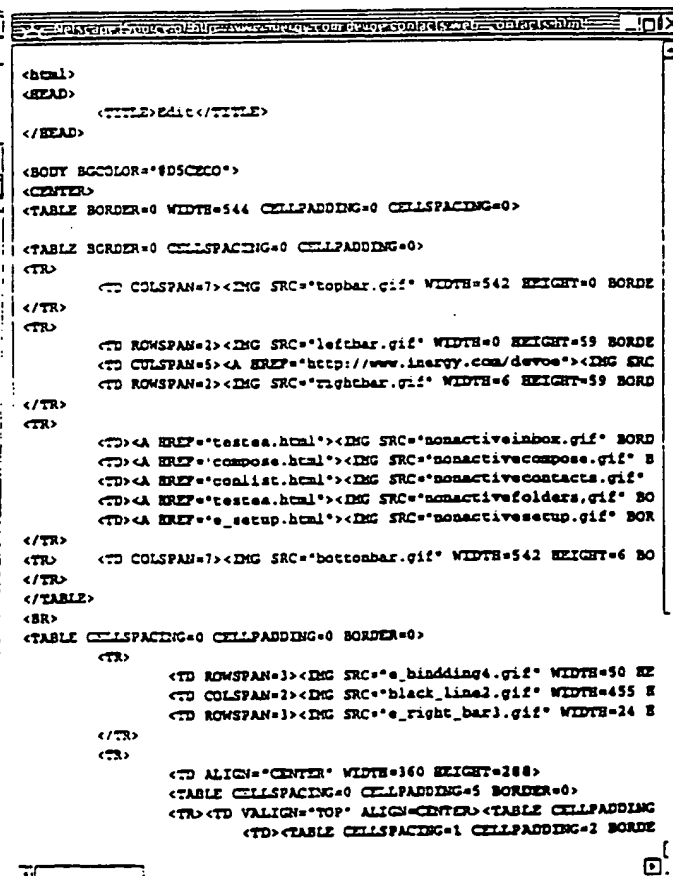 <html>
<HEAD>
<TITLE>Edit</TITLE>
</HEAD>
<BODY BGCOLOR="#D5CECO">
<CENTER>
<TABLE BORDER=0 WIDTH=544 CELLPADDING=0 CELLSPACING=0>
<TABLE BORDER=0 CELLSPACING=0 CELLPADDING=0>
<TR>
<TD COLSPAN=7><IMG SRC="topbar.gif" WIDTH=542 HEIGHT=0 BORDE
</TR>
<TR>
<TD ROWSPAN=2><IMG SRC="leftbar.gif" WIDTH=0 HEIGHT=59 BORDE
<TD CULSPAN=5><A HREF="http://www.inergy.com/devoe"><IMG SRC
<TD ROWSPAN=2><IMG SRC="rightbar.gif" WIDTH=6 HEIGHT=59 BORD
</TR>
<TR>
<TD><A HREF="testea.html"><IMG SRC="nonactiveinbox.gif" BORD
<TD><A HREF="compose.html"><IMG SRC="nonactivecompose.gif" B
<TD><A HREF="conlist.html"><IMG SRC="nonactivecontacts.gif"
<TD><A HREF="testea.html"><IMG SRC="nonactivefolders,gif" BO
<TD><A HREF="e_setup.html"><IMG SRC="nonactivesetup.gif" BOR
</TR>
<TR> <TD COLSPAN=7><IMG SRC="bottonbar.gif" WIDTH=542 HEIGHT=6 BO
</TR>
</TABLE>
<BR>
<TABLE CELLSPACING=0 CELLPADDING=0 BORDER=0>
<TR>
<TD ROWSPAN=3><IMG SRC="e_bindding4.gif" WIDTH=50 HE
<TD COLSPAN=2><IMG SRC="black_line2.gif" WIDTH=455 H
<TD ROWSPAN=3><IMG SRC="e_right_bar3.gif" WIDTH=24 H
</TR>
<TR>
<TD ALIGN="CENTER" WIDTH=360 HEIGHT=288>
<TABLE CELLSPACING=0 CELLPADDING=5 BORDER=0>
<TR><TD VALIGN="TOP" ALIGN=CENTER><TABLE CELLPADDING
<TD><TABLE CELLSPACING=1 CELLPADDING=2 BORDE